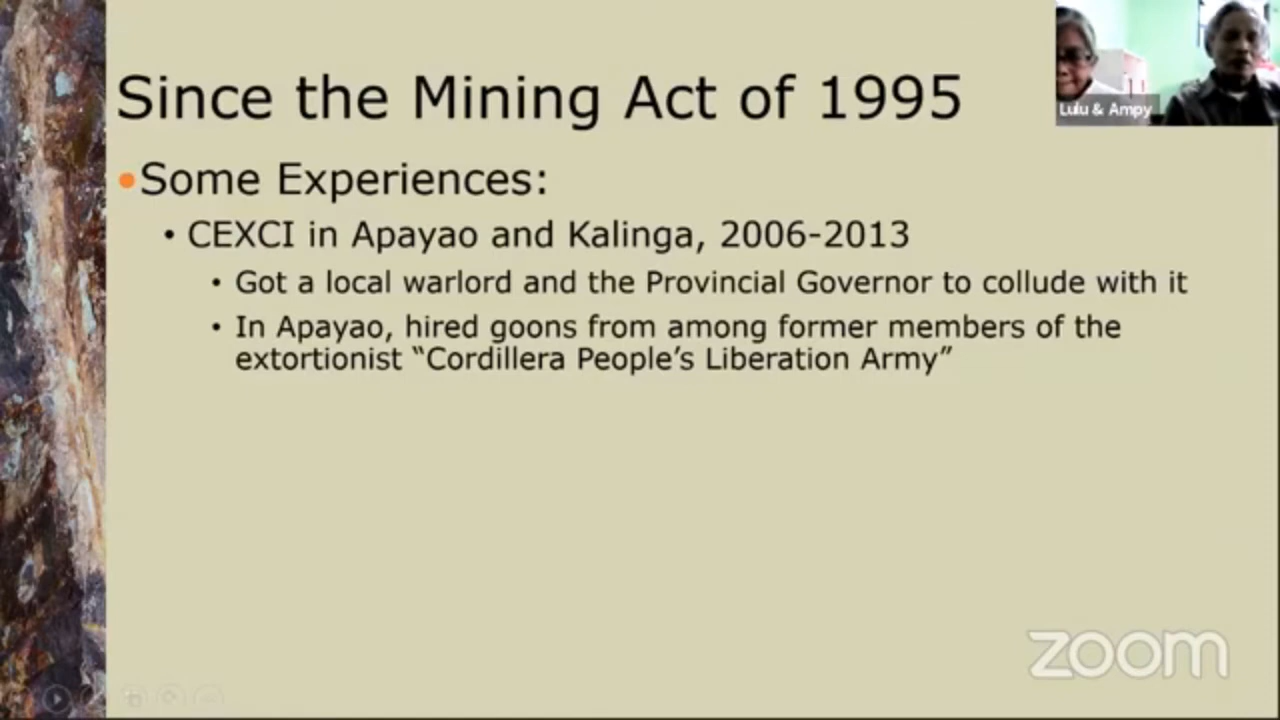 Since the Mining Act of 1995
Lulu & Ampy
•Some Experiences:
• CEXCI in Apayao and Kalinga, 2006-2013
• Got a local warlord and the Provincial Governor to collude with it
• In Apayao, hired goons from among former members of the
extortionist “Cordillera People’s Liberation Army”
zoom